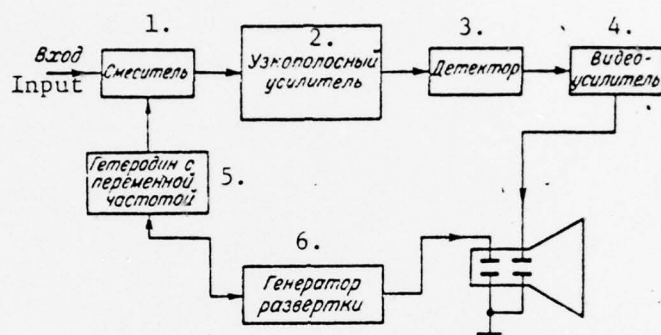 1.
2.
3.
4.
Вход
Input
Смеситель
Узкополосный
усилитель
Детектор
Видео-
усилитель
Гетеродин с
переменной
частотой
5.
6.
Генератор
развертки